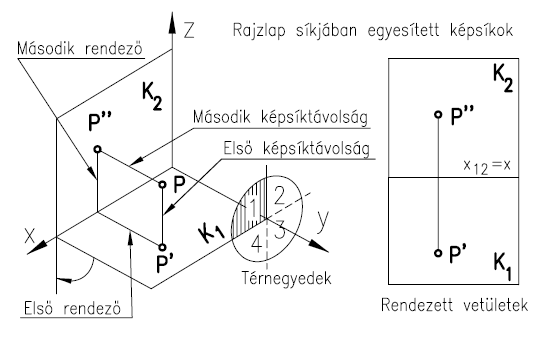 Második rendező
Z
Rajzlap síkjában egyesített képsíkok
K2
P''
Második képsíktávolság
Első képsíktávolság
P
X
K1
P'
1
2
3
4
y
Térnegyedek
Első rendező
K2
P''
x12=x
P'
K1
Rendezett vetületek